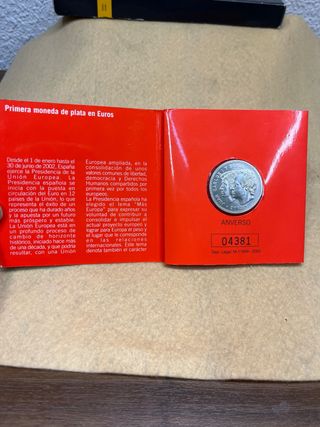 Primera moneda de plata en Euros
Desde el 1 de enero hasta el
30 de junio de 2002, España
ejerce la Presidencia de la
Unión Europea. La
Presidencia española se
inicia con la puesta en
circulación del Euro en 12
países de la Unión, lo que
representa el éxito de un
proceso que ha durado años
y la apuesta por un futuro
más próspero y estable.
La Unión Europea está en
un profundo proceso de
cambio de horizonte
histórico, iniciado hace más
de una década, y que podría
resultar, con una Unión
Europea ampliada, en la
consolidación de unos
valores comunes de libertad,
democracia y Derechos
Humanos compartidos por
primera vez por todos los
europeos.
La Presidencia española ha
elegido el lema "Más
Europa" para expresar su
voluntad de contribuir a
consolidar e impulsar el
actual proyecto europeo y
lograr para Europa el peso y
el lugar que le corresponde
en las relaciones
internacionales. Este lema
denota también el carácter
ANVERSO
04381